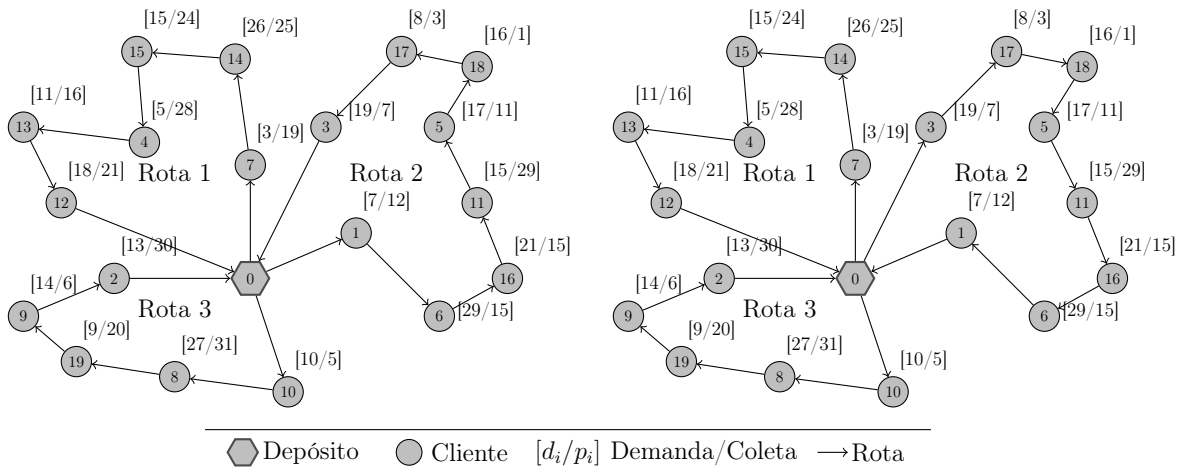 [15/24] [26/25] [8/3] [16/1] [15/24] [26/25] [8/3] [16/1]
15 14 17 18 15 14 17 18
[11/16] [5/28] [19/7] [17/11] [11/16] [5/28] [19/7] [17/11]
13 4 3 5 13 4 3 5
[3/19] [3/19]
[18/21] Rota 1 7 Rota 2 [15/29] [18/21] Rota 1 7 Rota 2 [15/29]
12 [7/12] 11 12 [7/12] 11
[13/30] 1 [21/15] [13/30] 1 [21/15]
[14/6] 2 0 16 [14/6] 2 0 16
9 Rota 3 6 [29/15] 9 Rota 3 6 [29/15]
[9/20] [27/31] [9/20] [27/31]
19 8 [10/5] 19 8 [10/5]
10 10
Depósito Cliente [dᵢ/pᵢ] Demanda/Coleta Rota